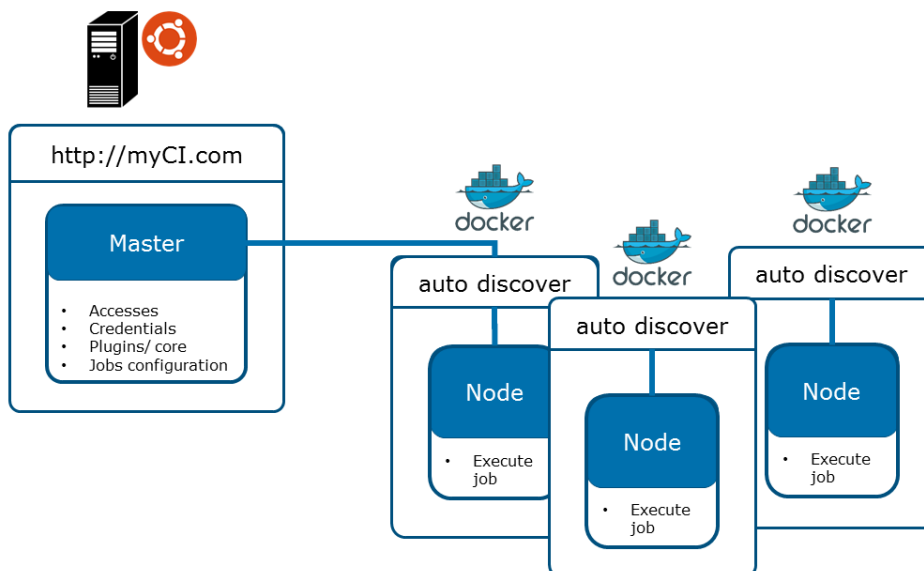 http://myCI.com
Master
• Accesses
• Credentials
• Plugins/ core
• Jobs configuration
docker
auto discover
Node
• Execute
job
docker
auto discover
Node
• Execute
job
docker
auto discover
Node
• Execute
job